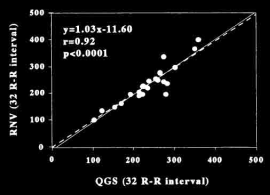 y=1.03x-11.60
r=0.92
p<0.0001
RNV (32 R-R interval)
500
400
300
200
100
0
0 100 200 300 400 500
QGS (32 R-R interval)